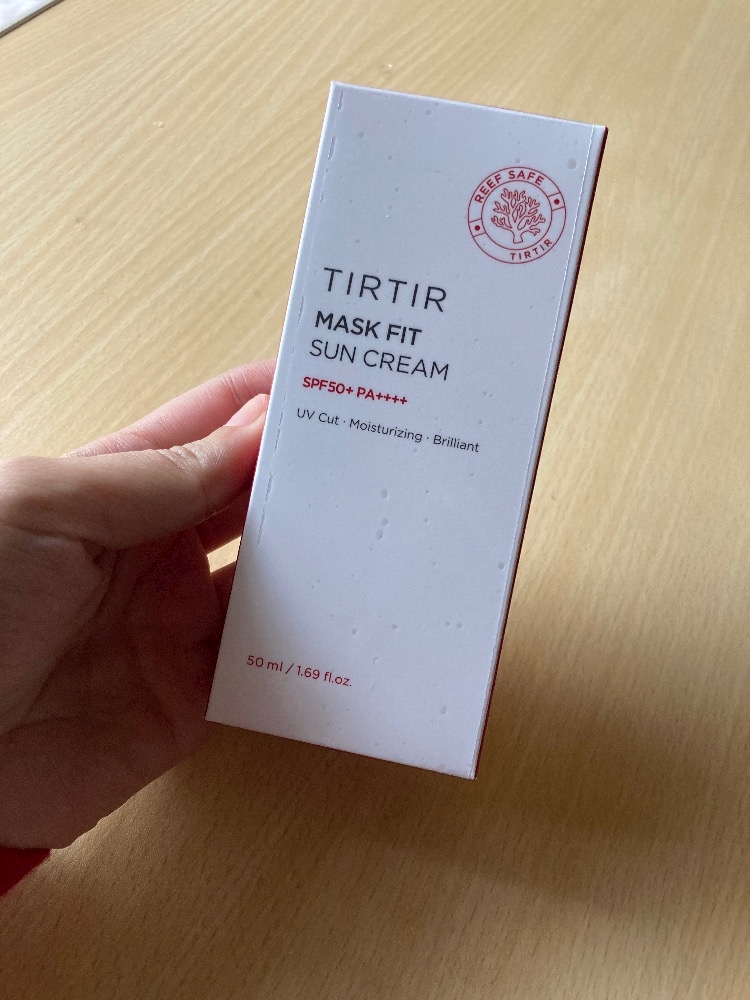 REEF SAFE
TIRTIR
TIRTIR
MASK FIT
SUN CREAM
SPF50+ PA++++
UV Cut · Moisturizing · Brilliant
50 ml / 1.69 fl.oz.